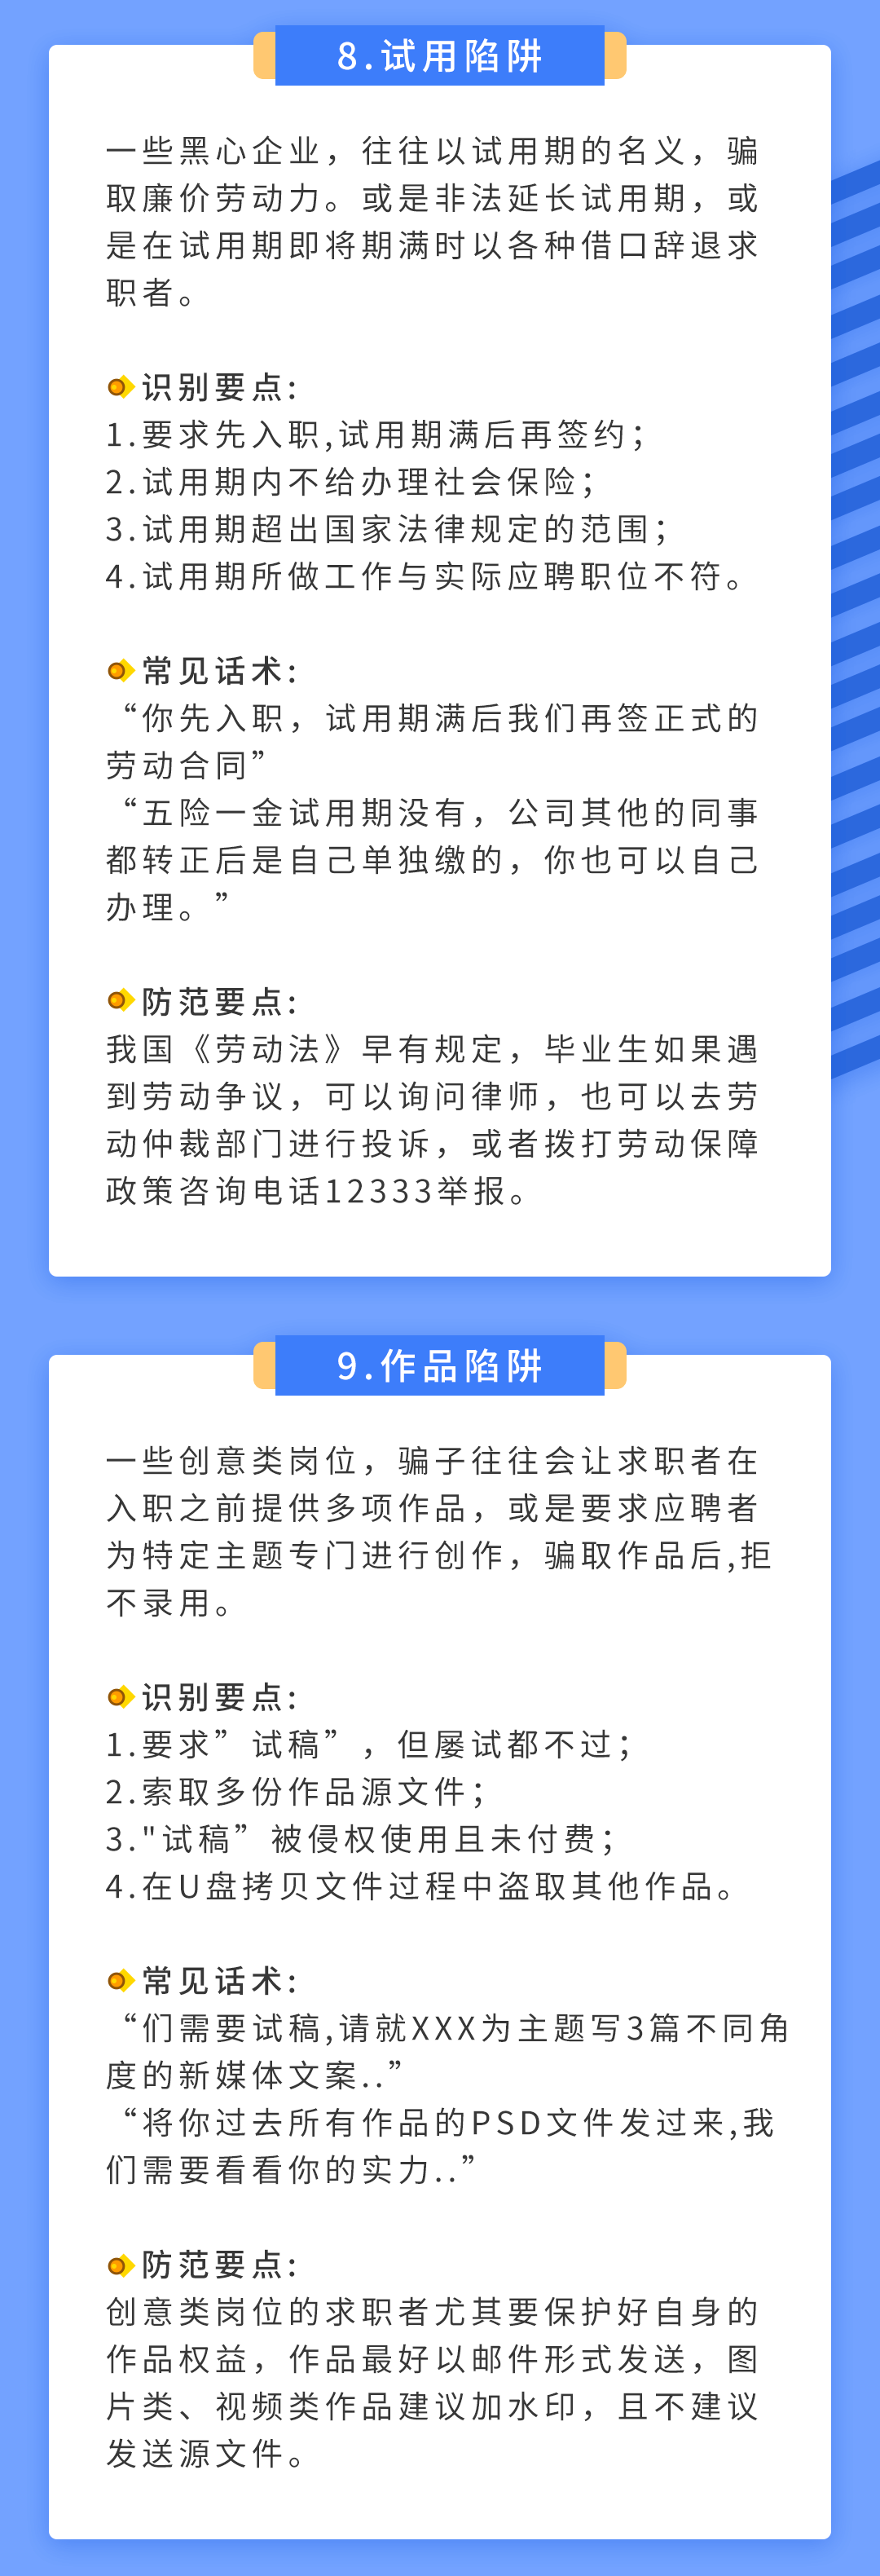 8.试用陷阱
一些黑心企业，往往以试用期的名义，骗
取廉价劳动力。或是非法延长试用期，或
是在试用期即将期满时以各种借口辞退求
职者。
识别要点:
1.要求先入职,试用期满后再签约；
2.试用期内不给办理社会保险；
3.试用期超出国家法律规定的范围；
4.试用期所做工作与实际应聘职位不符。
常见话术:
“你先入职，试用期满后我们再签正式的
劳动合同”
“五险一金试用期没有，公司其他的同事
都转正后是自己单独缴的，你也可以自己
办理。”
防范要点:
我国《劳动法》早有规定，毕业生如果遇
到劳动争议，可以询问律师，也可以去劳
动仲裁部门进行投诉，或者拨打劳动保障
政策咨询电话12333举报。
9.作品陷阱
一些创意类岗位，骗子往往会让求职者在
入职之前提供多项作品，或是要求应聘者
为特定主题专门进行创作，骗取作品后,拒
不录用。
识别要点:
1.要求”试稿”，但屡试都不过；
2.索取多份作品源文件；
3."试稿”被侵权使用且未付费；
4.在U盘拷贝文件过程中盗取其他作品。
常见话术:
“们需要试稿,请就XXX为主题写3篇不同角
度的新媒体文案..”
“将你过去所有作品的PSD文件发过来,我
们需要看看你的实力..”
防范要点:
创意类岗位的求职者尤其要保护好自身的
作品权益，作品最好以邮件形式发送，图
片类、视频类作品建议加水印，且不建议
发送源文件。